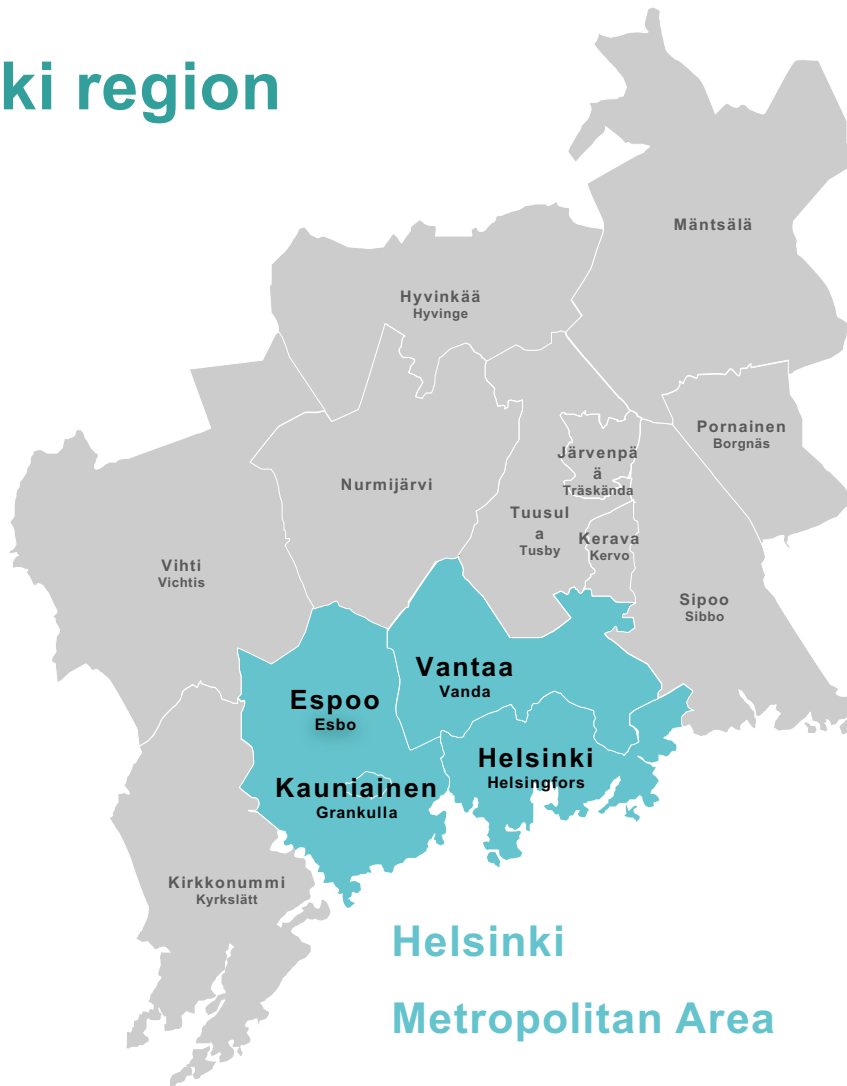 ki region
Mäntsälä
Hyvinkää
Hyvinge
Pornainen
Borgnäs
Järvenpä
ä
Träskända
Nurmijärvi
Tuusul
a
Tusby
Kerava
Kervo
Vihti
Vichtis
Sipoo
Sibbo
Vantaa
Vanda
Espoo
Esbo
Helsinki
Helsingfors
Kauniainen
Grankulla
Kirkkonummi
Kyrkslätt
Helsinki
Metropolitan Area